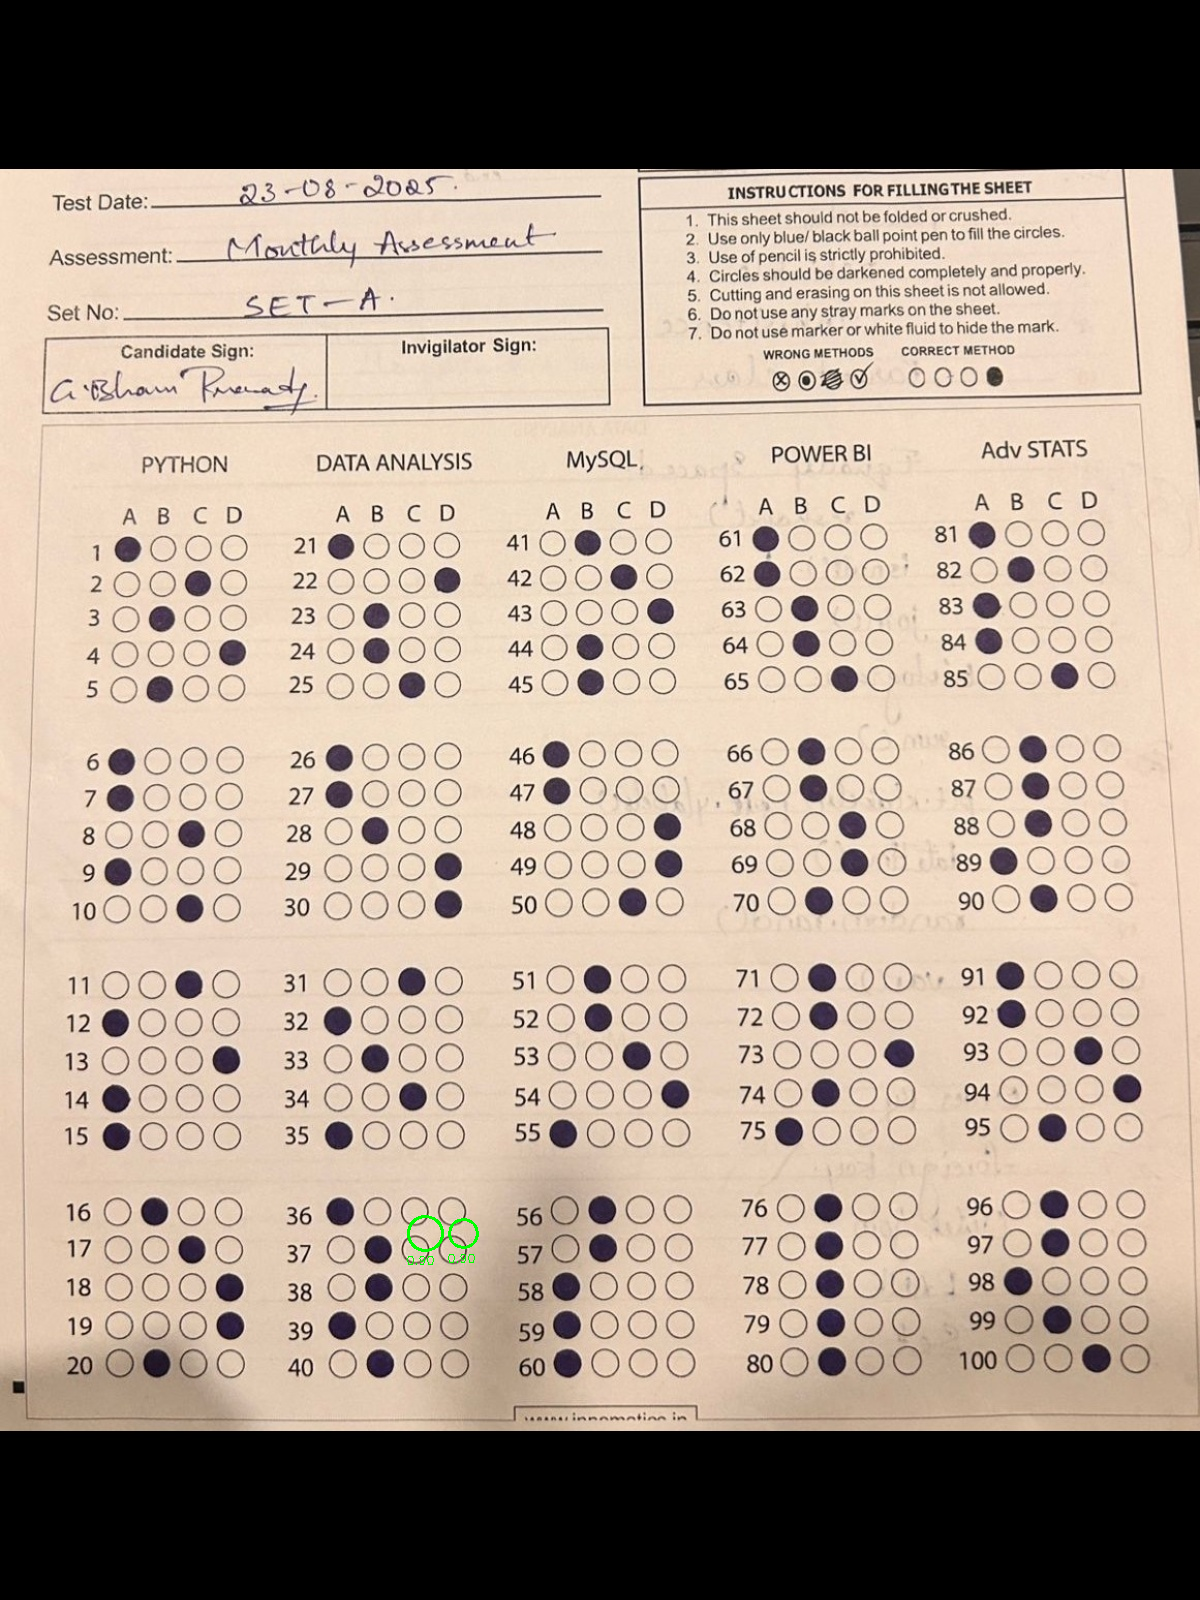 Test Date: 23-08-2025.
Assessment: Monthly Assessment
Set No: SET-A.
Candidate Sign:
Invigilator Sign:
INSTRUCTIONS FOR FILLING THE SHEET
1. This sheet should not be folded or crushed.
2. Use only blue/ black ball point pen to fill the circles.
3. Use of pencil is strictly prohibited.
4. Circles should be darkened completely and properly.
5. Cutting and erasing on this sheet is not allowed.
6. Do not use any stray marks on the sheet.
7. Do not use marker or white fluid to hide the mark.
WRONG METHODS CORRECT METHOD
PYTHON DATA ANALYSIS MySQL POWER BI Adv STATS
A B C D A B C D A B C D A B C D A B C D
1 21 41 61 81
2 22 42 62 82
3 23 43 63 83
4 24 44 64 84
5 25 45 65 85
6 26 46 66 86
7 27 47 67 87
8 28 48 68 88
9 29 49 69 89
10 30 50 70 90
11 31 51 71 91
12 32 52 72 92
13 33 53 73 93
14 34 54 74 94
15 35 55 75 95
16 36 56 76 96
17 37 57 77 97
18 38 58 78 98
19 39 59 79 99
20 40 60 80 100
www.innomatics.in